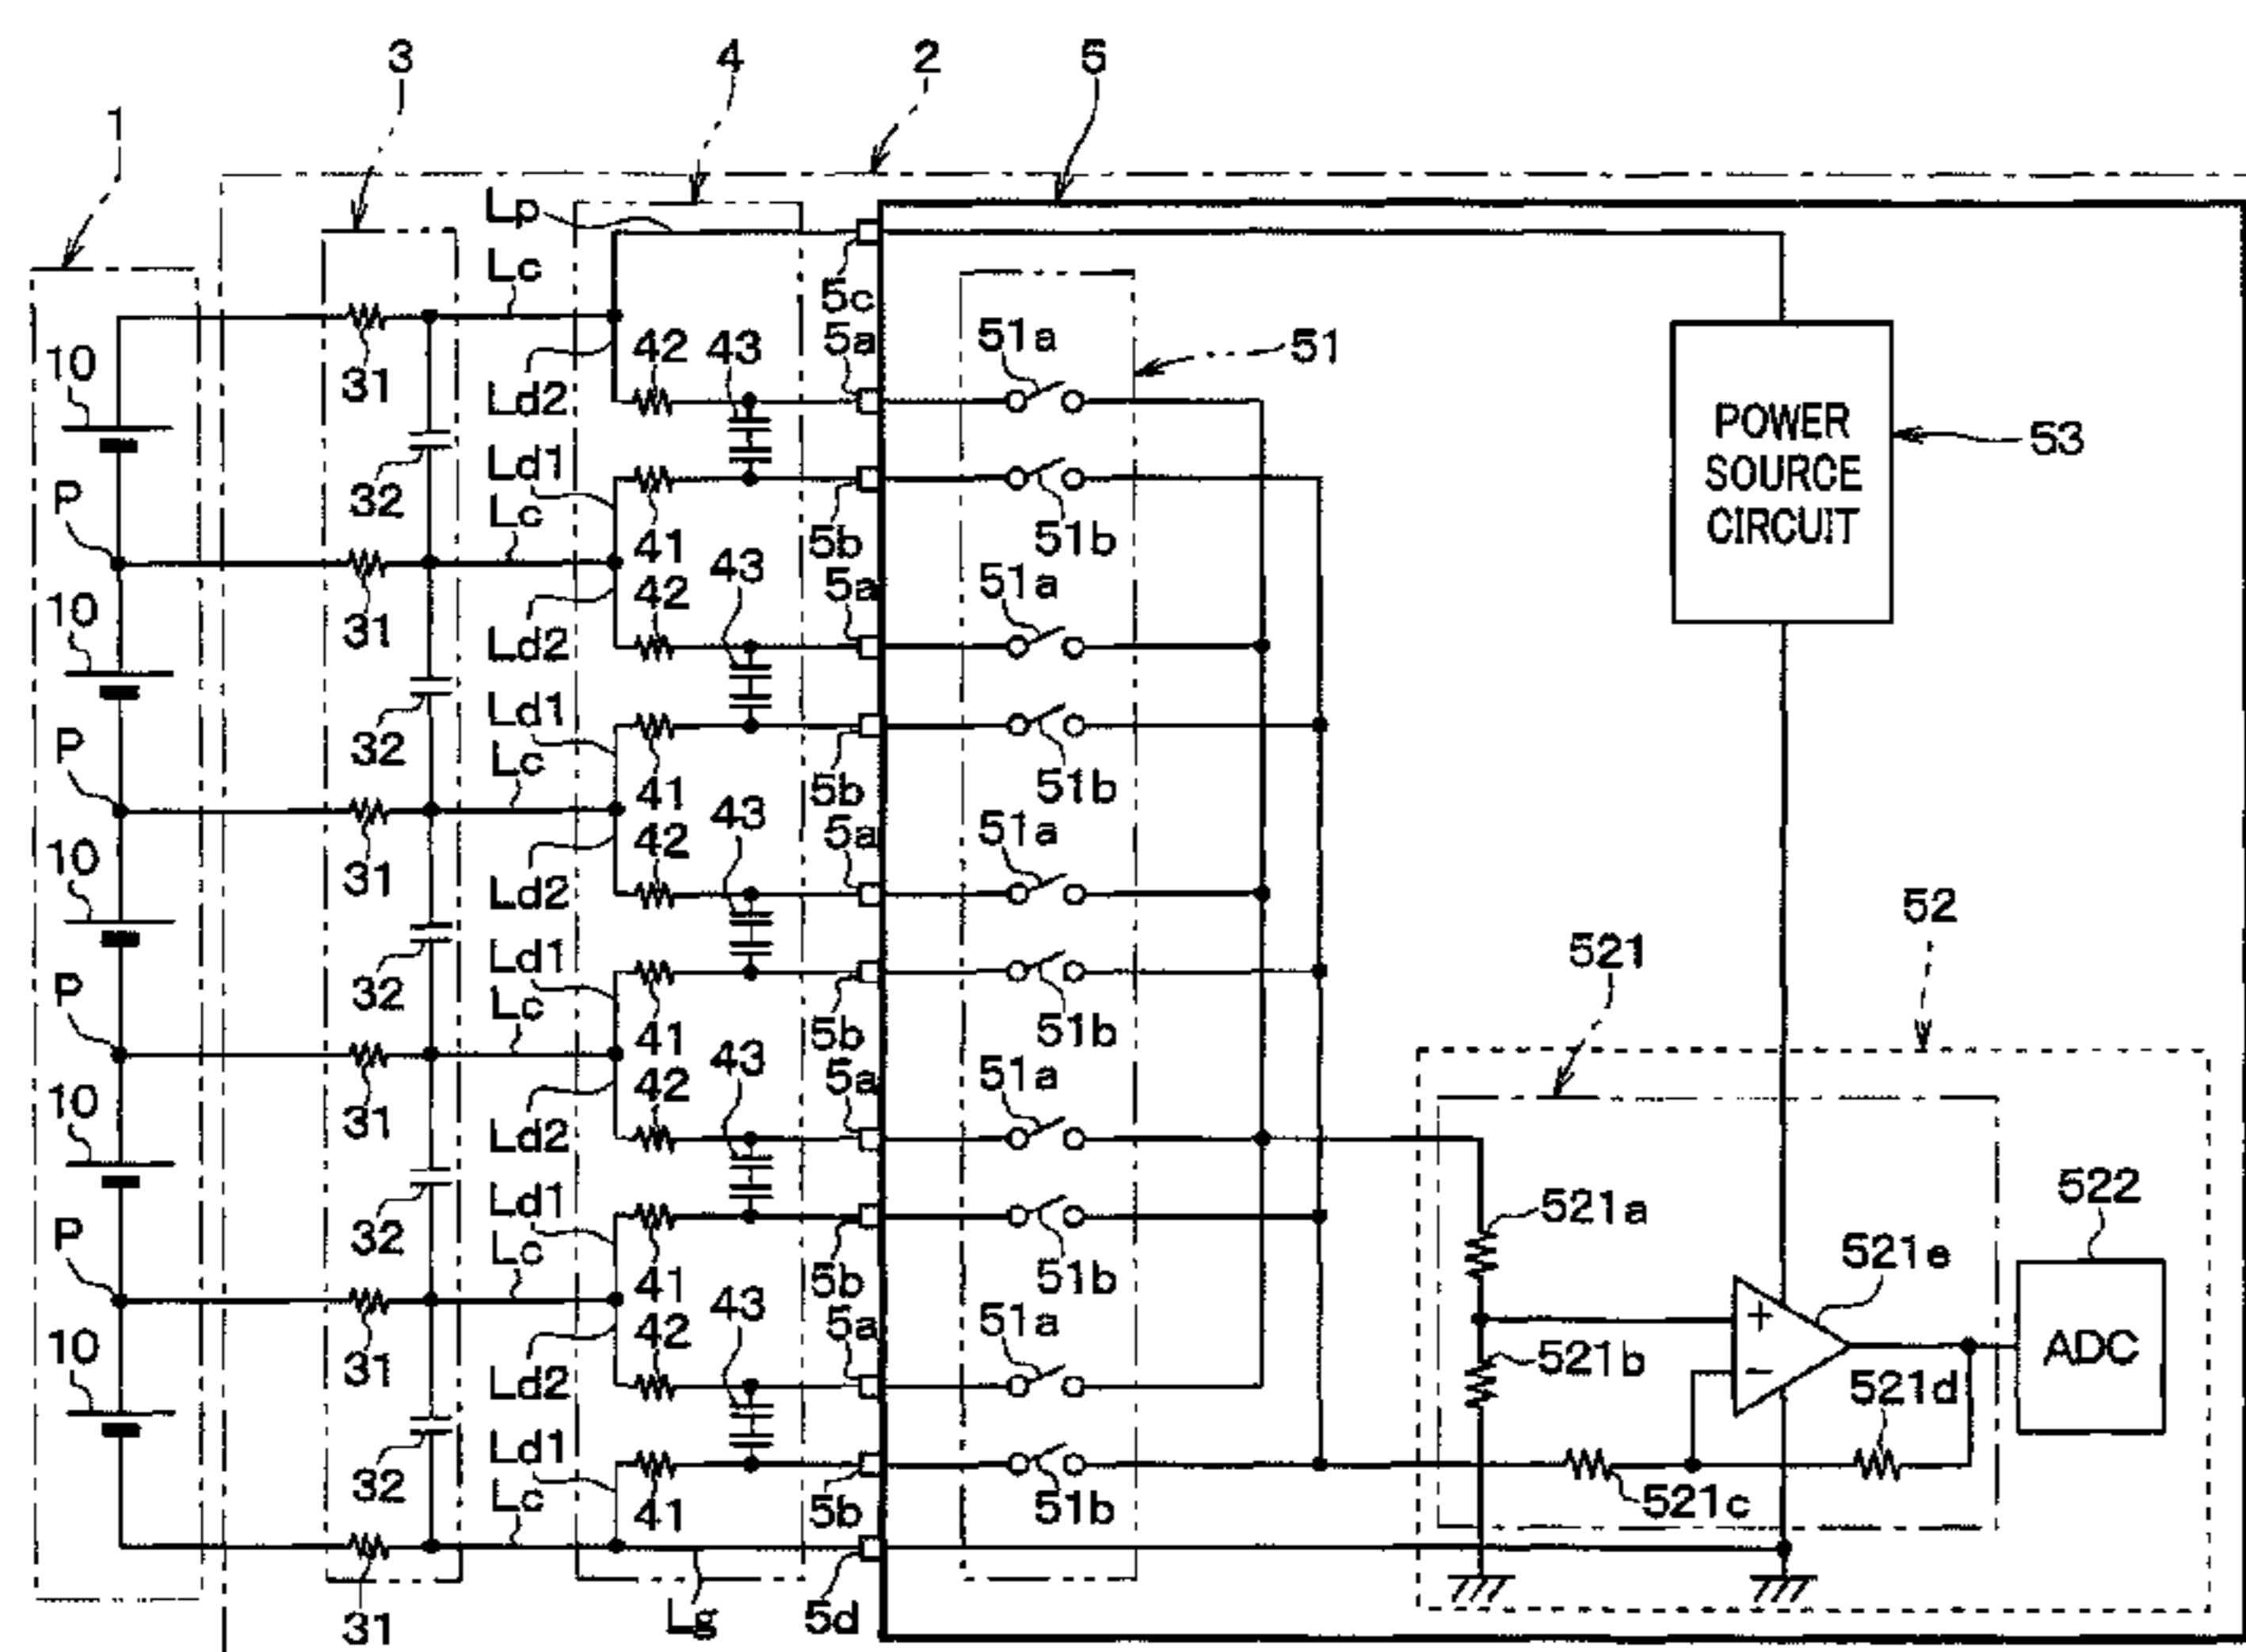 3 4 2 5
1
Lp
Lc
5c
10 31 42 43 5a 51a 51
Ld2
POWER
SOURCE
CIRCUIT
53
Ld1
P 32 Lc
41 5b 51b
10 31 42 43 5a 51a
Ld2
Ld1
P 32 Lc
41 5b 51b
10 31 42 43 5a 51a
Ld2
52
521
Ld1
P 32 Lc
41 5b 51b
10 31 42 43 5a 51a
Ld2
522
521a
Ld1
P 32 Lc
41 5b 51b
521e
+
10 31 42 43 5a 51a
521b
ADC
−
Ld2
521d
Ld1
32 Lc
41 5b 51b
521c
31 Lg 5d